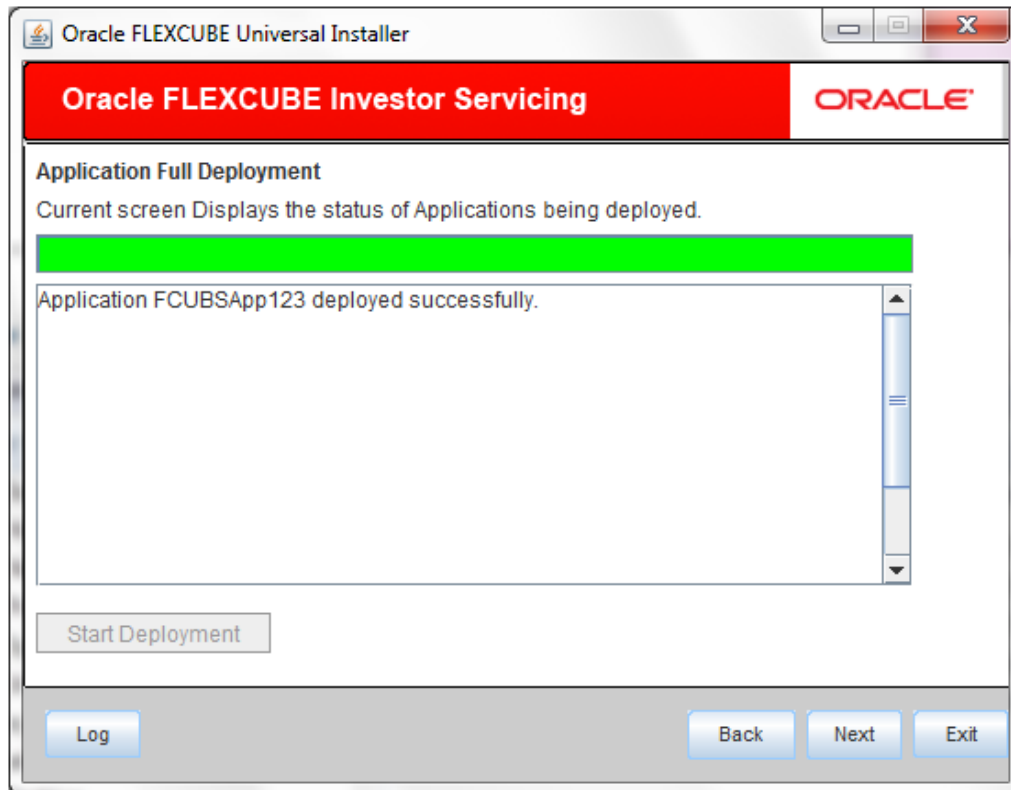 Oracle FLEXCUBE Universal Installer
Oracle FLEXCUBE Investor Servicing
ORACLE
Application Full Deployment
Current screen Displays the status of Applications being deployed.
Application FCUBSApp123 deployed successfully.
Start Deployment
Log Back Next Exit